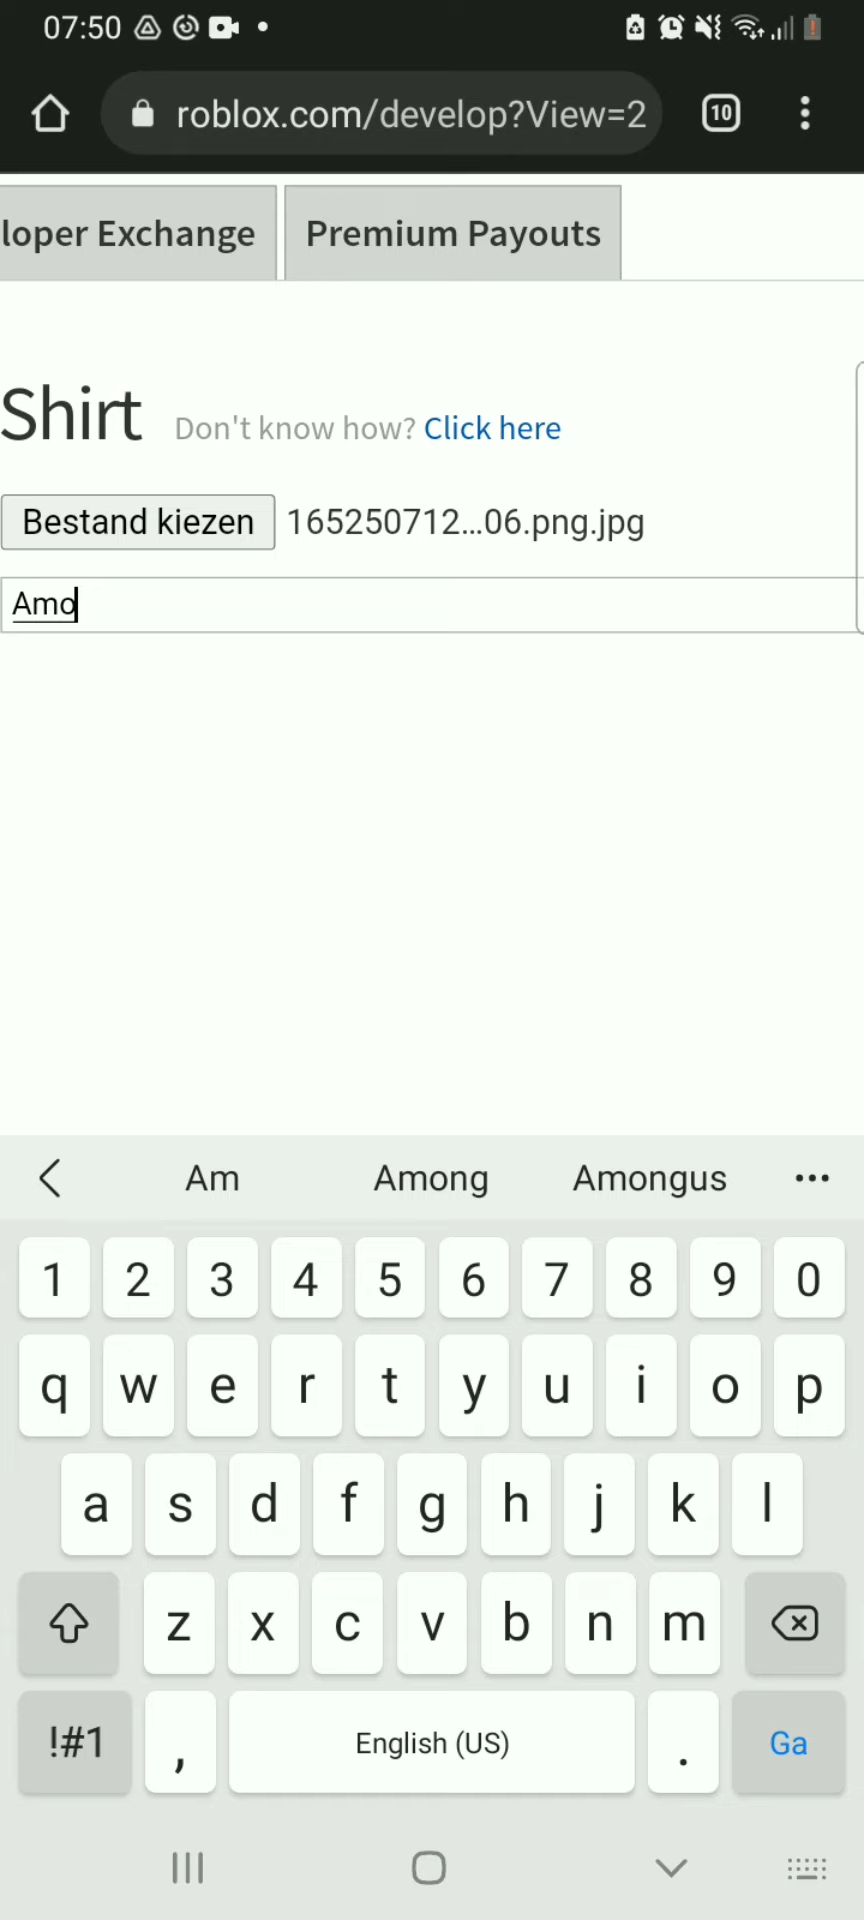 07:50
roblox.com/develop?View=2
10
loper Exchange
Premium Payouts
Shirt Don't know how? Click here
Bestand kiezen 165250712...06.png.jpg
Amo
Am Among Amongus
1 2 3 4 5 6 7 8 9 0
q w e r t y u i o p
a s d f g h j k l
z x c v b n m
!#1 , English (US) . Ga